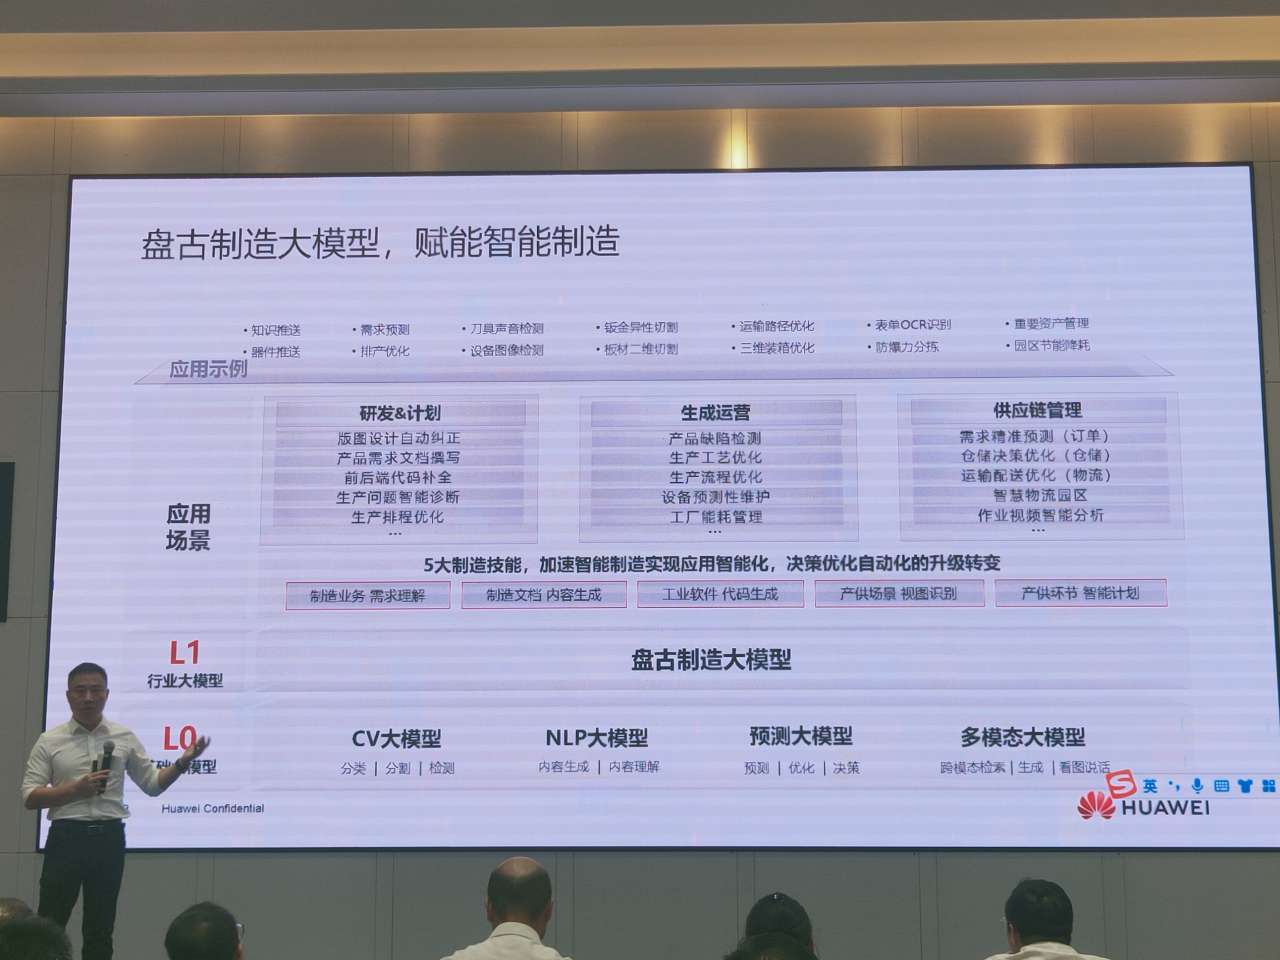 盘古制造大模型，赋能智能制造
• 知识推送 • 需求预测 • 刀具声音检测 • 钣金异性切割 • 运输路径优化 • 表单OCR识别 • 重要资产管理
• 器件推送 • 排产优化 • 设备图像检测 • 板材二维切割 • 三维装箱优化 • 防爆力分拣 • 园区节能降耗
应用示例
研发&计划 生成运营 供应链管理
版图设计自动纠正 产品缺陷检测 需求精准预测（订单）
产品需求文档撰写 生产工艺优化 仓储决策优化（仓储）
前后端代码补全 生产流程优化 运输配送优化（物流）
生产问题智能诊断 设备预测性维护 智慧物流园区
生产排程优化 工厂能耗管理 作业视频智能分析
... ... ...
应用
场景
5大制造技能，加速智能制造实现应用智能化，决策优化自动化的升级转变
制造业务 需求理解 制造文档 内容生成 工业软件 代码生成 产供场景 视图识别 产供环节 智能计划
L1
行业大模型
盘古制造大模型
L0
模型
CV大模型 NLP大模型 预测大模型 多模态大模型
分类 | 分割 | 检测 内容生成 | 内容理解 预测 | 优化 | 决策 跨模态检索 | 生成 | 看图说话
Huawei Confidential
S 英
HUAWEI